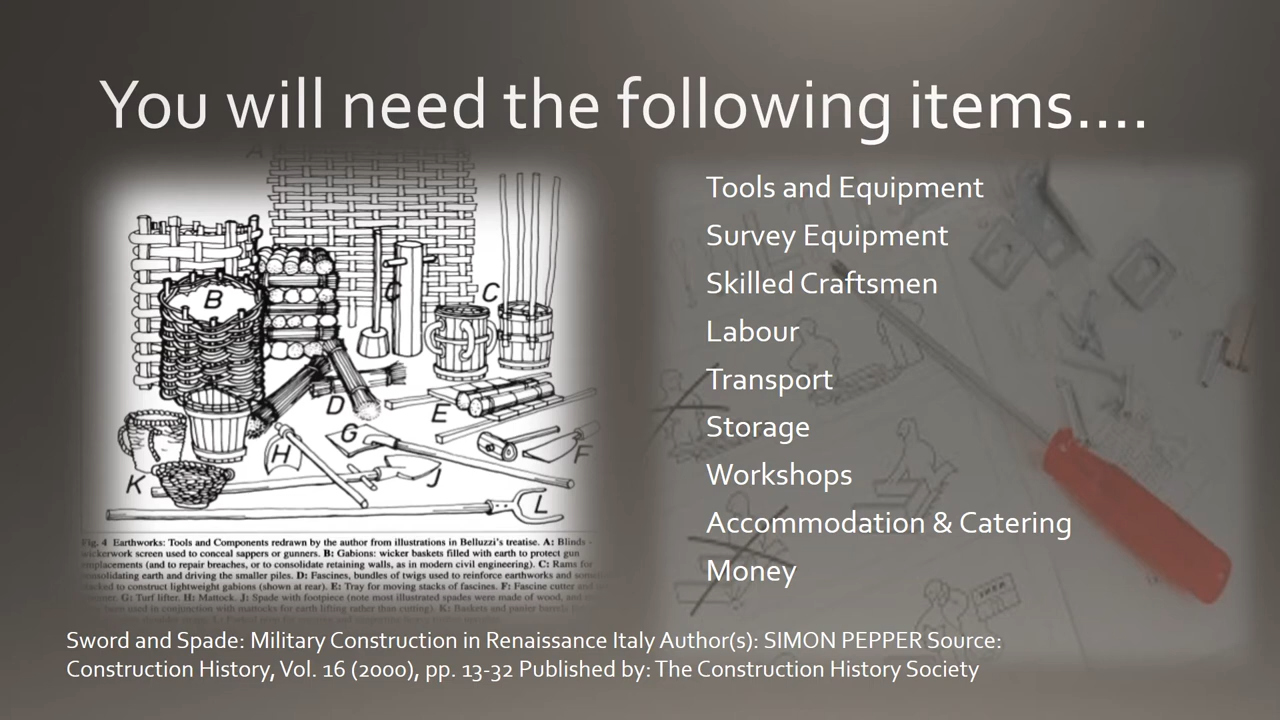 You will need the following items....
A
B
C
C
D
E
F
G
H
J
K
L
Fig. 4 Earthworks: Tools and Components redrawn by the author from illustrations in Belluzzi's treatise. A: Blinds -
wickerwork screen used to conceal sappers or gunners. B: Gabions: wicker baskets filled with earth to protect gun
emplacements (and to repair breaches, or to consolidate retaining walls, as in modern civil engineering). C: Rams for
consolidating earth and driving the smaller piles. D: Fascines, bundles of twigs used to reinforce earthworks and
to construct lightweight gabions (shown at rear). E: Tray for moving stacks of fascines. F: Fascine cutter and
G: Turf lifter. H: Mattock. J: Spade with footpiece (note most illustrated spades were made of wood, and
been used in conjunction with mattocks for earth lifting rather than cutting). K: Baskets and panier barrels
Tools and Equipment
Survey Equipment
Skilled Craftsmen
Labour
Transport
Storage
Workshops
Accommodation & Catering
Money
IKEA
Sword and Spade: Military Construction in Renaissance Italy Author(s): SIMON PEPPER Source:
Construction History, Vol. 16 (2000), pp. 13-32 Published by: The Construction History Society